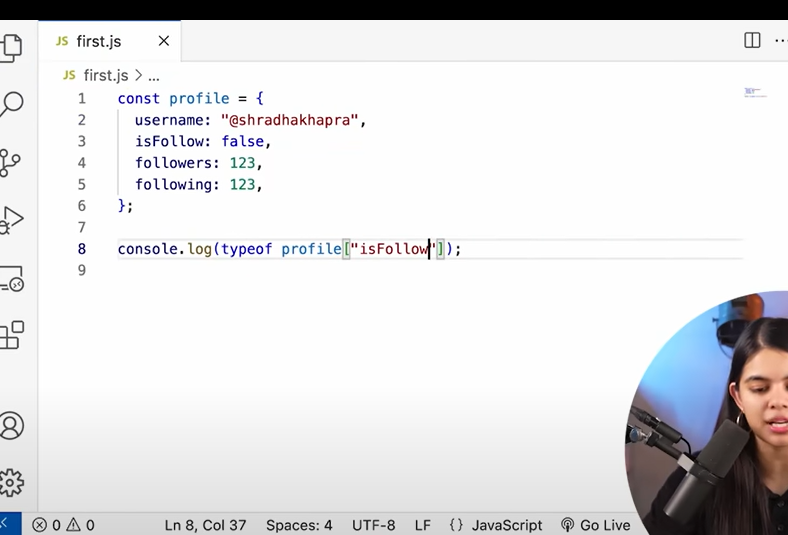 JS first.js
JS first.js > ...
1 const profile = {
2 username: "@shradhakhapra",
3 isFollow: false,
4 followers: 123,
5 following: 123,
6 };
7
8 console.log(typeof profile["isFollow"]);
9
0 0 Ln 8, Col 37 Spaces: 4 UTF-8 LF {} JavaScript Go Live